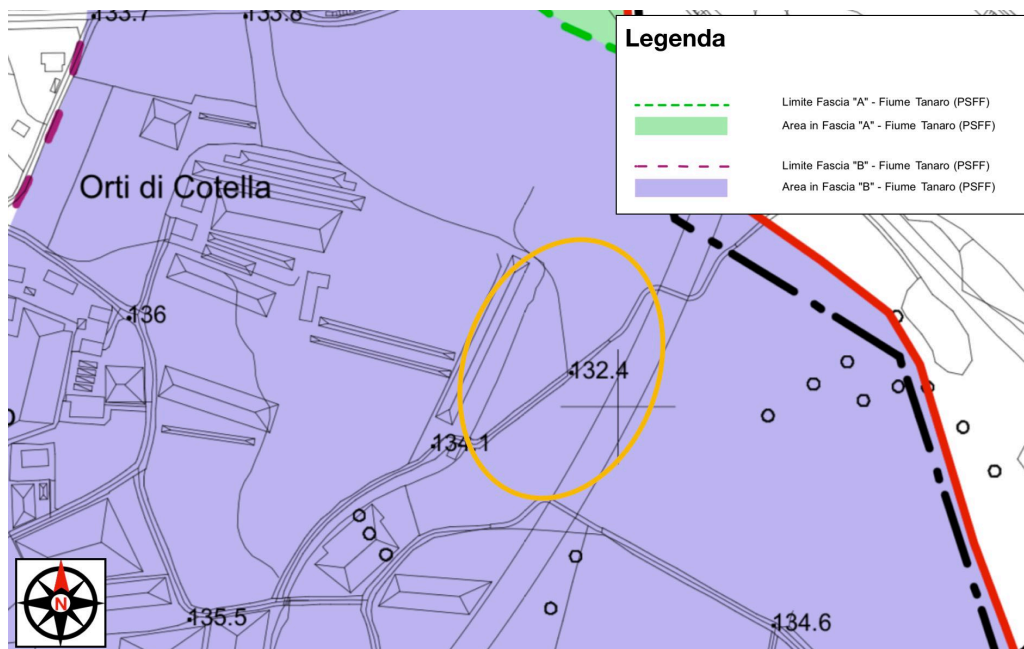 133.7
133.8
Legenda
Limite Fascia "A" - Fiume Tanaro (PSFF)
Area in Fascia "A" - Fiume Tanaro (PSFF)
Limite Fascia "B" - Fiume Tanaro (PSFF)
Area in Fascia "B" - Fiume Tanaro (PSFF)
Orti di Cotella
136
132.4
134.1
N
135.5
134.6